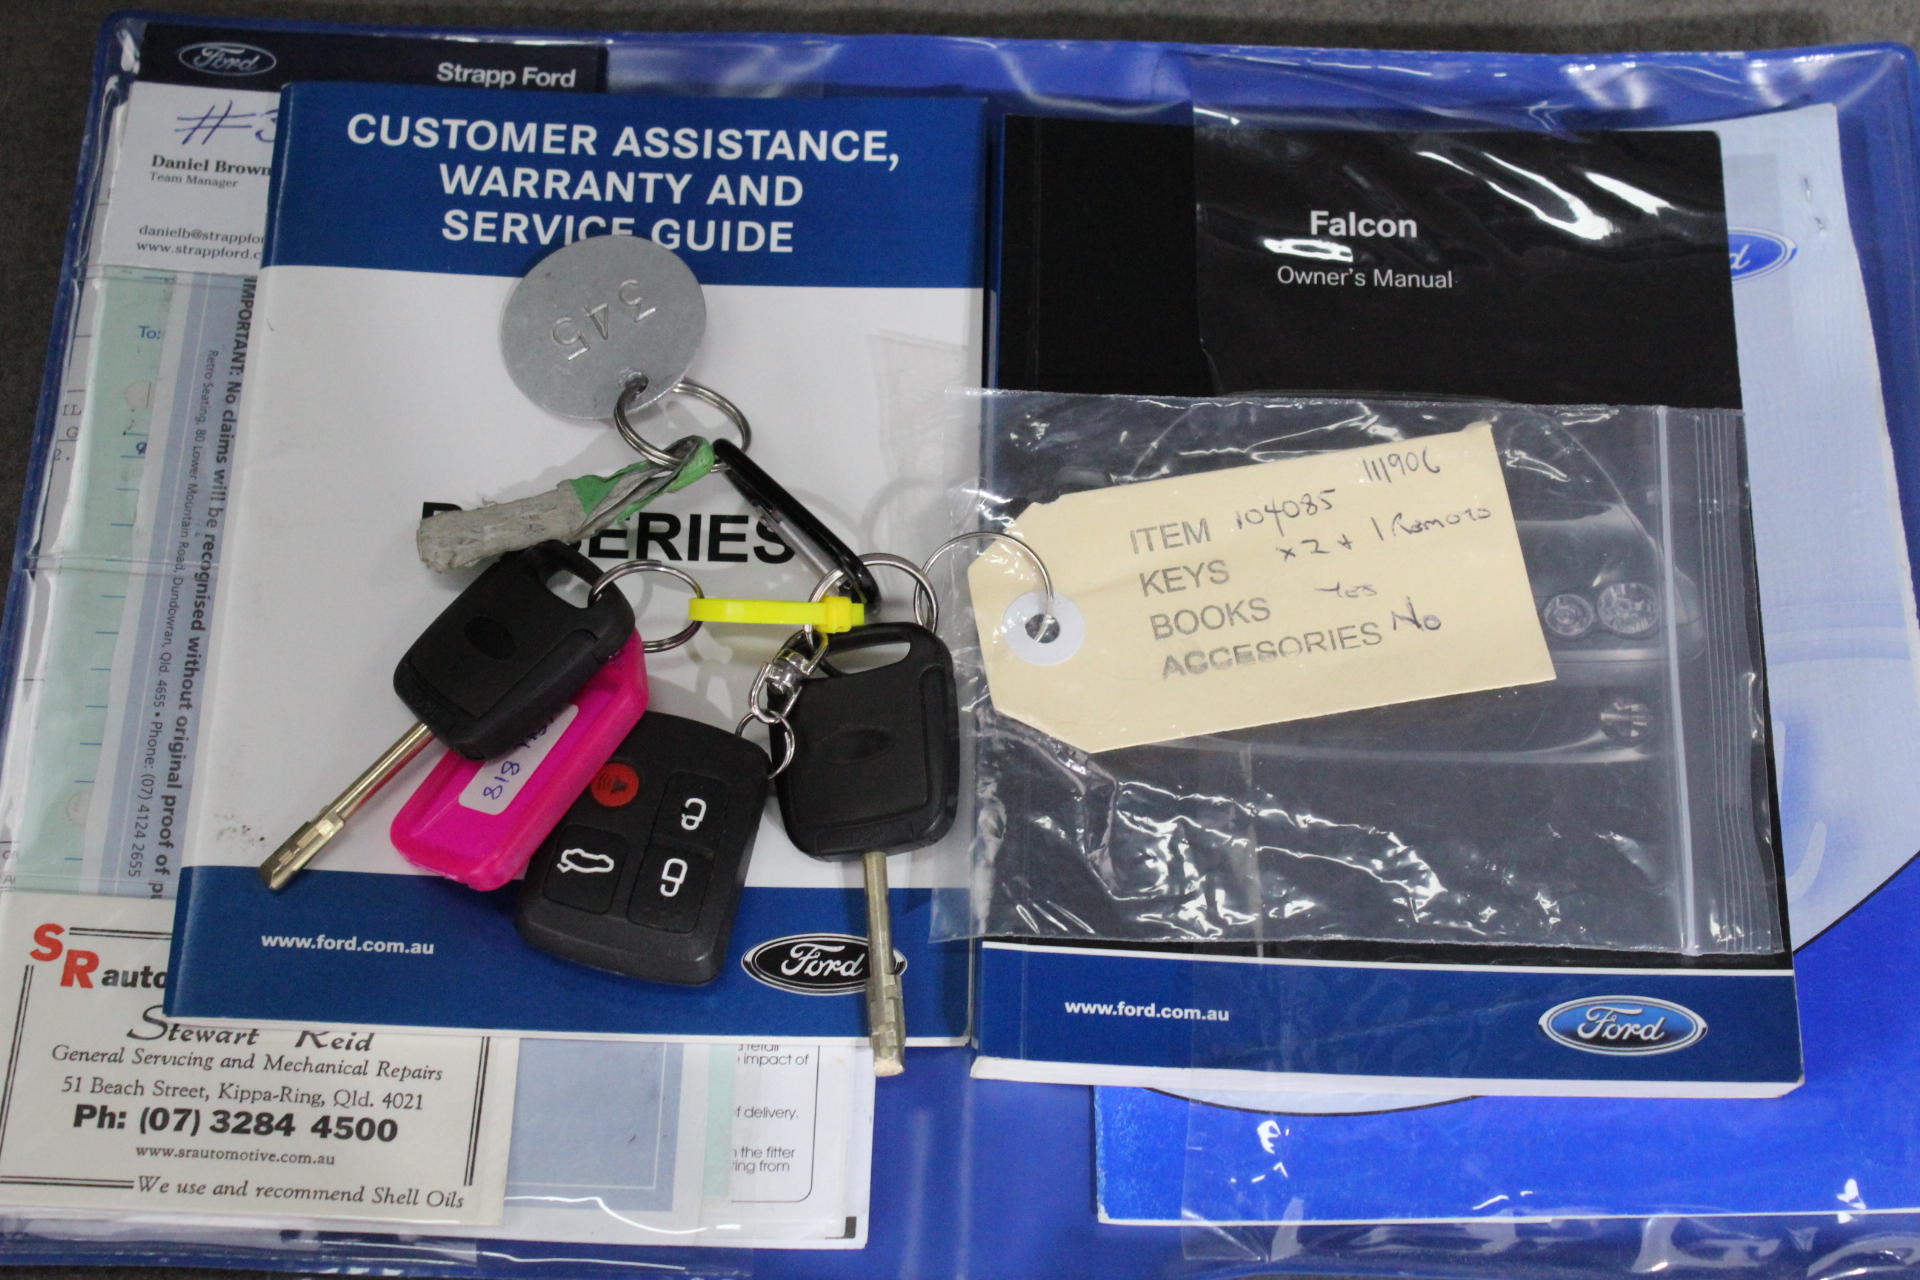 Ford
Strapp Ford
#3
Daniel Brown
Team Manager
danielb@strappfor
www.strappford.c
To:
IMPORTANT: No claims will be recognised without original proof of pu
Retro Seating, 80 Lower Mountain Road, Dundowran, Qld. 4655 • Phone: (07) 4124 2655
CUSTOMER ASSISTANCE,
WARRANTY AND
SERVICE GUIDE
345
ERIES
818
www.ford.com.au
Ford
Falcon
Owner's Manual
111906
ITEM 104085
KEYS x2 + 1 Remote
BOOKS Yes
ACCESORIES No
www.ford.com.au
Ford
d
SR auto
Stewart Reid
General Servicing and Mechanical Repairs
51 Beach Street, Kippa-Ring, Qld. 4021
Ph: (07) 3284 4500
www.srautomotive.com.au
We use and recommend Shell Oils
impact of
f delivery.
the fitter
ing from